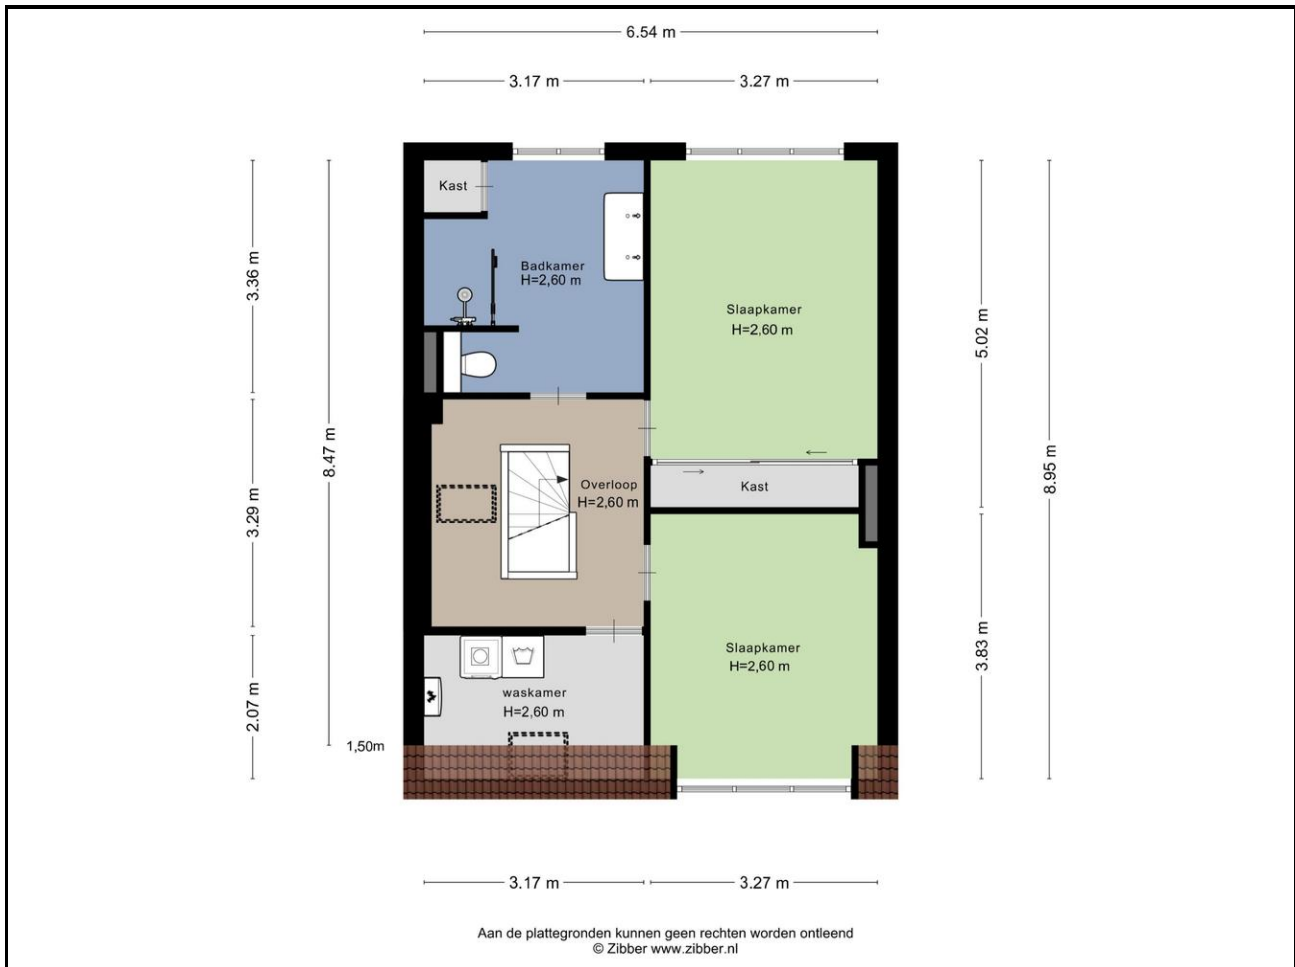 6.54 m
3.17 m
3.27 m
Kast
3.36 m
Badkamer
H=2,60 m
Slaapkamer
H=2,60 m
5.02 m
8.47 m
8.95 m
Overloop
H=2,60 m
Kast
3.29 m
Slaapkamer
H=2,60 m
3.83 m
waskamer
H=2,60 m
2.07 m
1,50m
3.17 m
3.27 m
Aan de plattegronden kunnen geen rechten worden ontleend
© Zibber www.zibber.nl